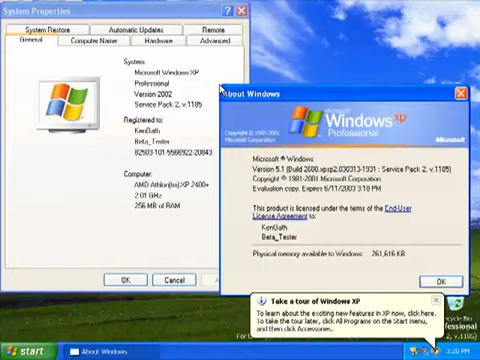 System Properties
System Restore
Automatic Updates
Remote
General
Computer Name
Hardware
Advanced
System:
Microsoft Windows XP
Professional
Version 2002
Service Pack 2, v.1185
Registered to:
KenOath
Beta_Tester
82503-101-5568922-20843
Computer:
AMD Athlon(tm) XP 2400+
2.01 GHz
256 MB of RAM
OK
Cancel
About Windows
Copyright © 1985-2001
Microsoft Corporation
Microsoft
Windows xp
Professional
Microsoft
Microsoft ® Windows
Version 5.1 (Build 2600.xpsp2.030313-1931 : Service Pack 2, v.1185)
Copyright © 1981-2001 Microsoft Corporation
Evaluation copy. Expires 6/11/2003 3:18 PM
This product is licensed under the terms of the End-User
License Agreement to:
KenOath
Beta_Tester
Physical memory available to Windows: 261,616 KB
OK
Take a tour of Windows XP
To learn about the exciting new features in XP now, click here.
To take the tour later, click All Programs on the Start menu,
and then click Accessories.
Recycle Bin
start
About Windows
3:20 PM